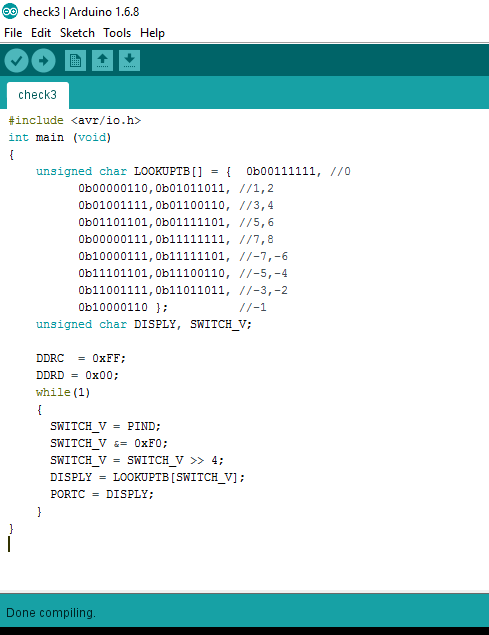 check3 | Arduino 1.6.8
File Edit Sketch Tools Help
check3
#include <avr/io.h>
int main (void)
{
    unsigned char LOOKUPTB[] = {  0b00111111, //0
          0b00000110,0b01011011, //1,2
          0b01001111,0b01100110, //3,4
          0b01101101,0b01111101, //5,6
          0b00000111,0b11111111, //7,8
          0b10000111,0b11111101, //-7,-6
          0b11101101,0b11100110, //-5,-4
          0b11001111,0b11011011, //-3,-2
          0b10000110 };          //-1
    unsigned char DISPLY, SWITCH_V;
    DDRC  = 0xFF;
    DDRD = 0x00;
    while(1)
    {
      SWITCH_V = PIND;
      SWITCH_V &= 0xF0;
      SWITCH_V = SWITCH_V >> 4;
      DISPLY = LOOKUPTB[SWITCH_V];
      PORTC = DISPLY;
    }
}
Done compiling.